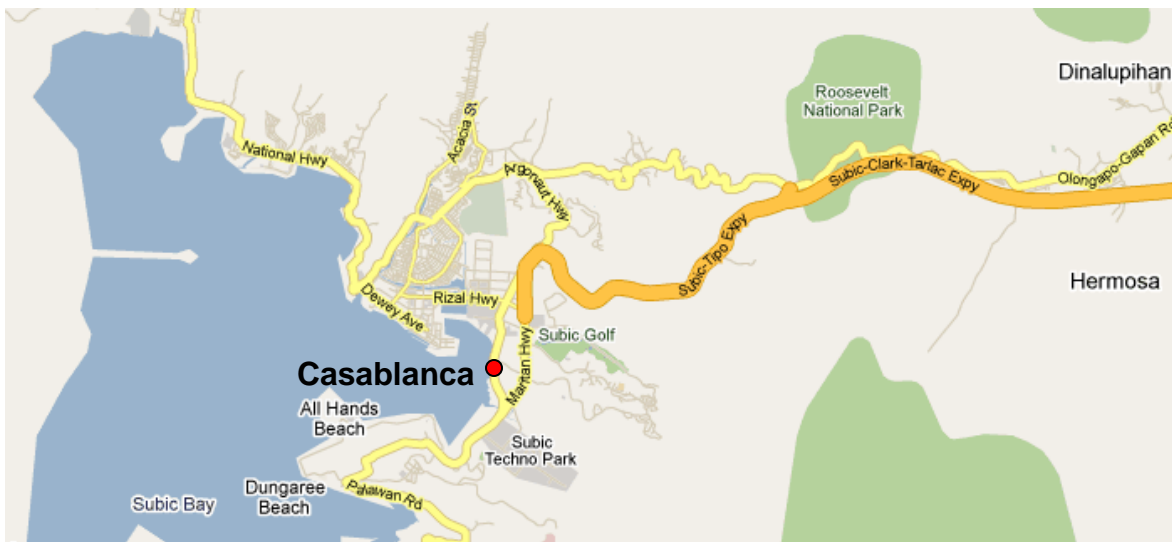 Dinalupihan
Roosevelt
National Park
Acacia St
National Hwy
Argonaut Hwy
Olongapo-Gapan Rd
Subic-Clark-Tarlac Expy
Subic-Tipo Expy
Hermosa
Rizal Hwy
Dewey Ave
Subic Golf
Maritan Hwy
Casablanca
All Hands
Beach
Subic
Techno Park
Dungaree
Beach
Palawan Rd
Subic Bay